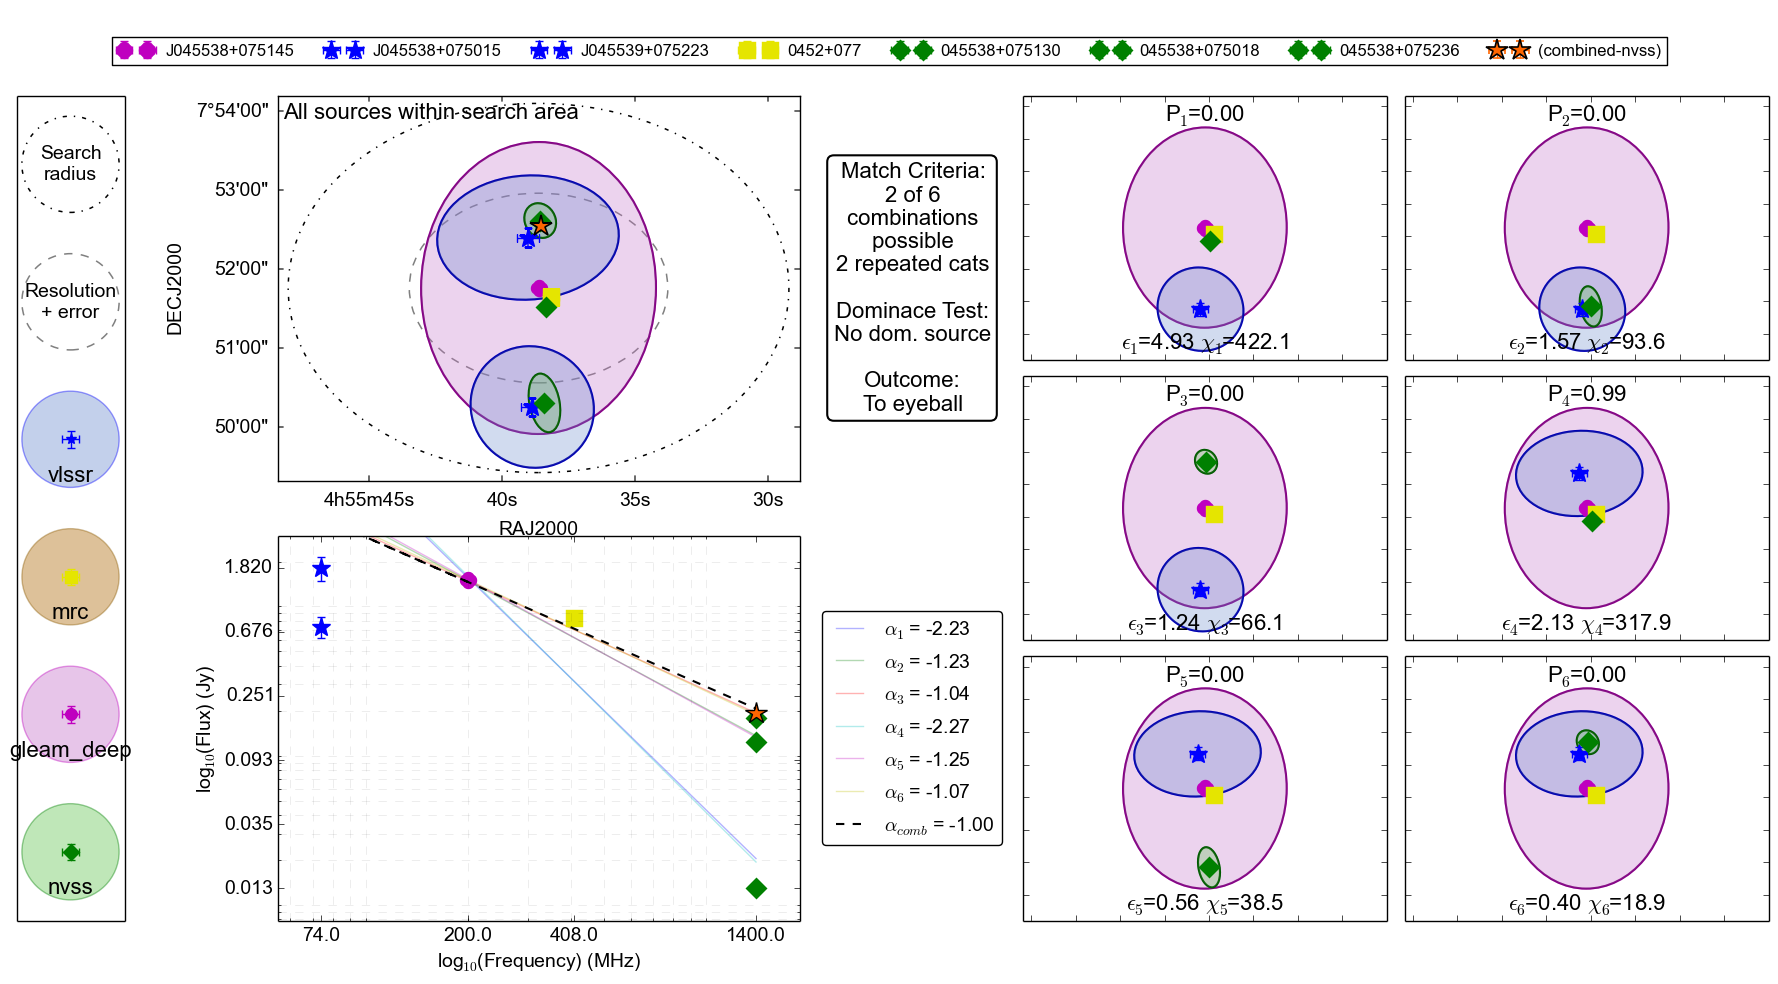 J045538+075145 J045538+075015 J045539+075223 0452+077 045538+075130 045538+075018 045538+075236 (combined-nvss)
Search
radius
Resolution
+ error
vlssr
mrc
gleam_deep
nvss
All sources within search area
DECJ2000
7°54'00"
53'00"
52'00"
51'00"
50'00"
4h55m45s 40s 35s 30s
RAJ2000
log10(Flux) (Jy)
1.820
0.676
0.251
0.093
0.035
0.013
74.0 200.0 408.0 1400.0
log10(Frequency) (MHz)
Match Criteria:
2 of 6
combinations
possible
2 repeated cats
Dominace Test:
No dom. source
Outcome:
To eyeball
α1 = -2.23
α2 = -1.23
α3 = -1.04
α4 = -2.27
α5 = -1.25
α6 = -1.07
αcomb = -1.00
P1=0.00
ϵ1=4.93 χ1=422.1
P2=0.00
ϵ2=1.57 χ2=93.6
P3=0.00
ϵ3=1.24 χ3=66.1
P4=0.99
ϵ4=2.13 χ4=317.9
P5=0.00
ϵ5=0.56 χ5=38.5
P6=0.00
ϵ6=0.40 χ6=18.9